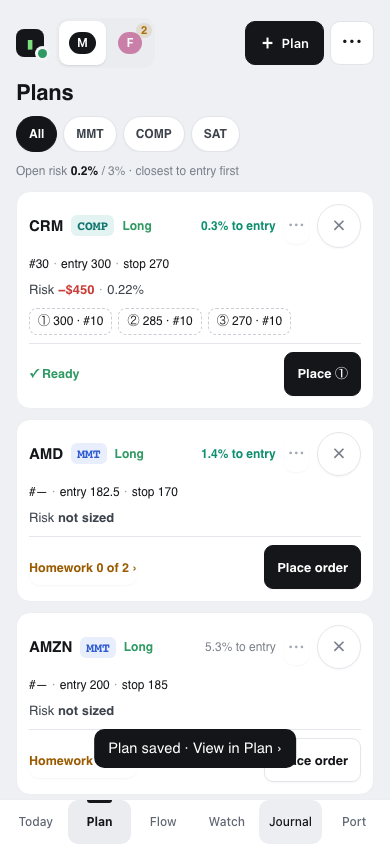 M F 2 + Plan ···
Plans
All MMT COMP SAT
Open risk 0.2% / 3% · closest to entry first
CRM COMP Long 0.3% to entry ··· ✕
#30 · entry 300 · stop 270
Risk –$450 · 0.22%
① 300 · #10 ② 285 · #10 ③ 270 · #10
✓ Ready Place ①
AMD MMT Long 1.4% to entry ··· ✕
#— · entry 182.5 · stop 170
Risk not sized
Homework 0 of 2 › Place order
AMZN MMT Long 5.3% to entry ··· ✕
#— · entry 200 · stop 185
Risk not sized
Plan saved · View in Plan ›
Homew ce order
Today Plan Flow Watch Journal Port